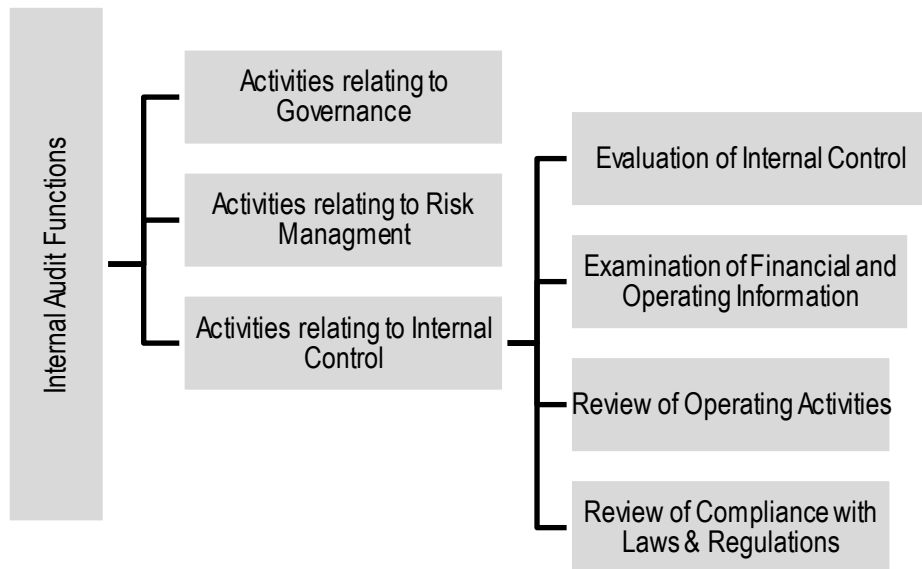 Internal Audit Functions
Activities relating to
Governance
Activities relating to Risk
Managment
Activities relating to Internal
Control
Evaluation of Internal Control
Examination of Financial and
Operating Information
Review of Operating Activities
Review of Compliance with
Laws & Regulations